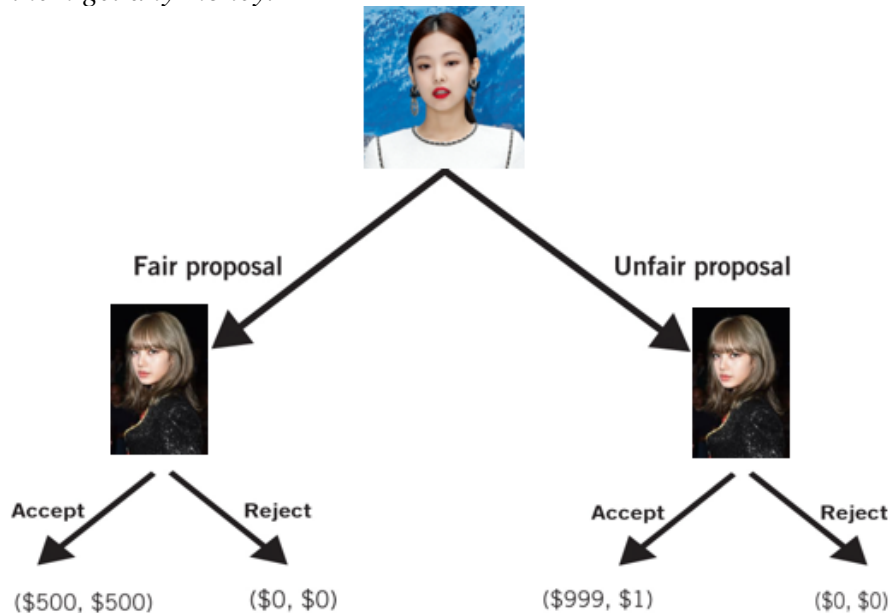 Fair proposal
Unfair proposal
Accept
Reject
Accept
Reject
($500, $500)
($0, $0)
($999, $1)
($0, $0)